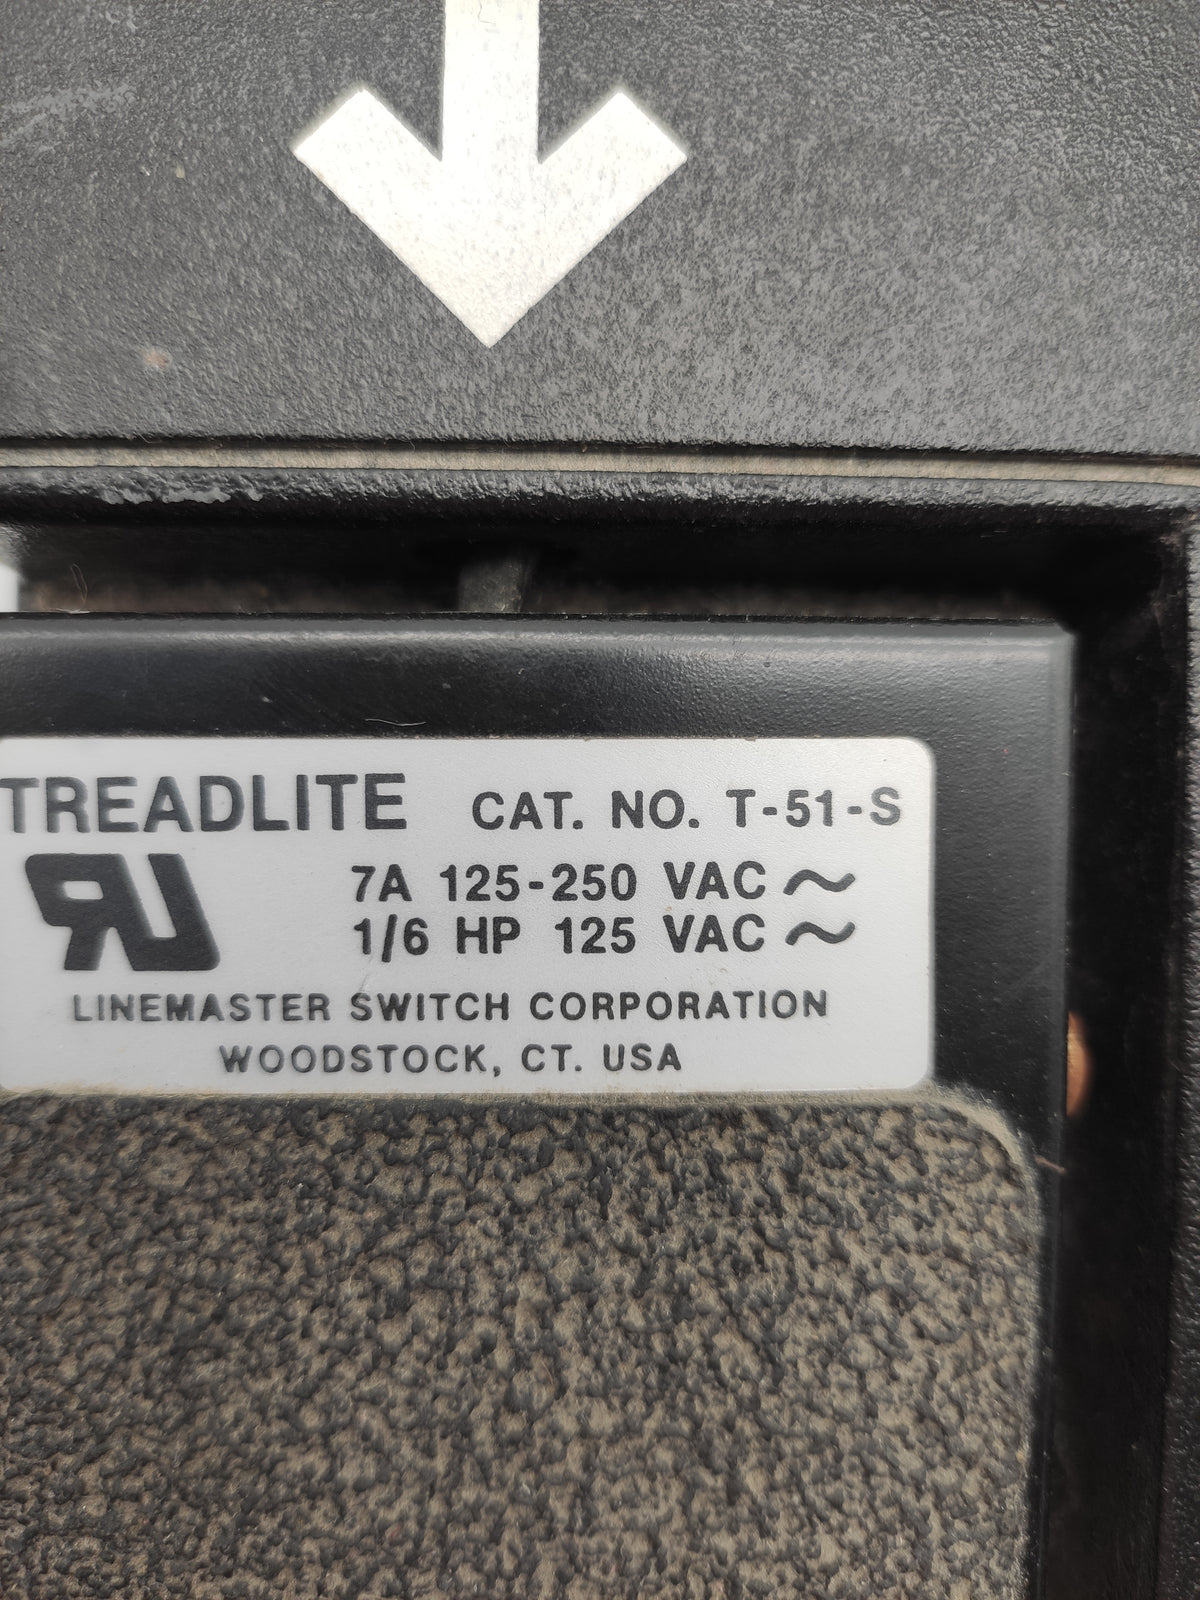 TREADLITE CAT. NO. T-51-S
7A 125-250 VAC ~
1/6 HP 125 VAC ~
LINEMASTER SWITCH CORPORATION
WOODSTOCK, CT. USA